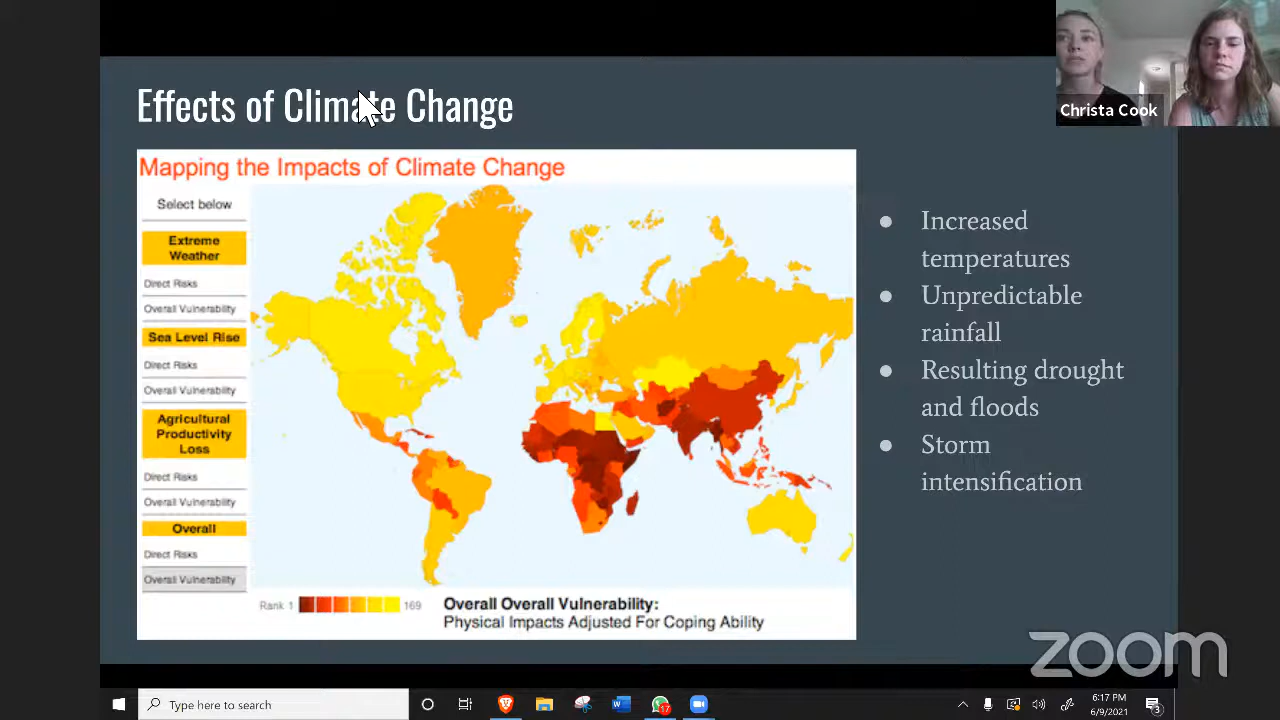 Effects of Climate Change
Christa Cook
Mapping the Impacts of Climate Change
Select below
Extreme
Weather
Direct Risks
Overall Vulnerability
Sea Level Rise
Direct Risks
Overall Vulnerability
Agricultural
Productivity
Loss
Direct Risks
Overall Vulnerability
Overall
Direct Risks
Overall Vulnerability
Rank 1
169
Overall Overall Vulnerability:
Physical Impacts Adjusted For Coping Ability
● Increased
temperatures
● Unpredictable
rainfall
● Resulting drought
and floods
● Storm
intensification
zoom
Type here to search
17
6:17 PM
6/9/2021
3